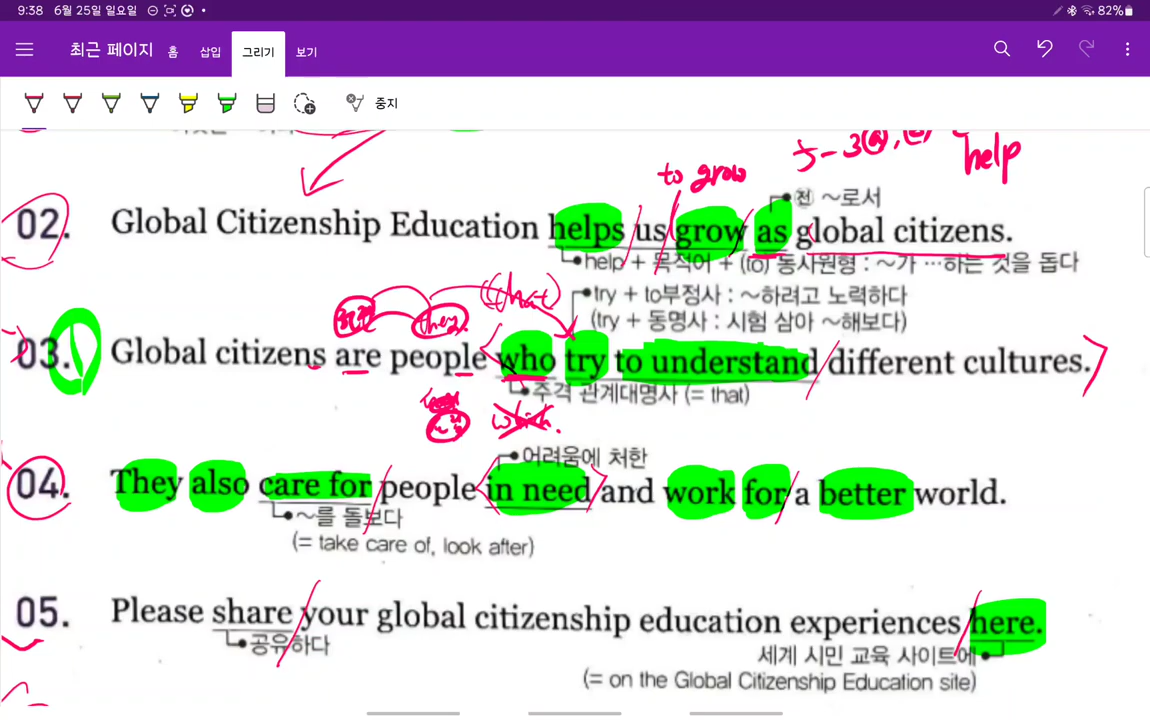 9:38 6월 25일 일요일 82%
최근 페이지 홈 삽입 그리기 보기
중지
5-3
to grow help
전 ~로서
02. Global Citizenship Education helps us grow as global citizens.
help + 목적어 + (to) 동사원형 : ~가 …하는 것을 돕다
they (that) try + to부정사 : ~하려고 노력하다
(try + 동명사 : 시험 삼아 ~해보다)
03. Global citizens are people who try to understand different cultures.
주격 관계대명사 (= that)
which.
어려움에 처한
04. They also care for people in need and work for a better world.
~를 돌보다
(= take care of, look after)
05. Please share your global citizenship education experiences here.
공유하다
세계 시민 교육 사이트에
(= on the Global Citizenship Education site)